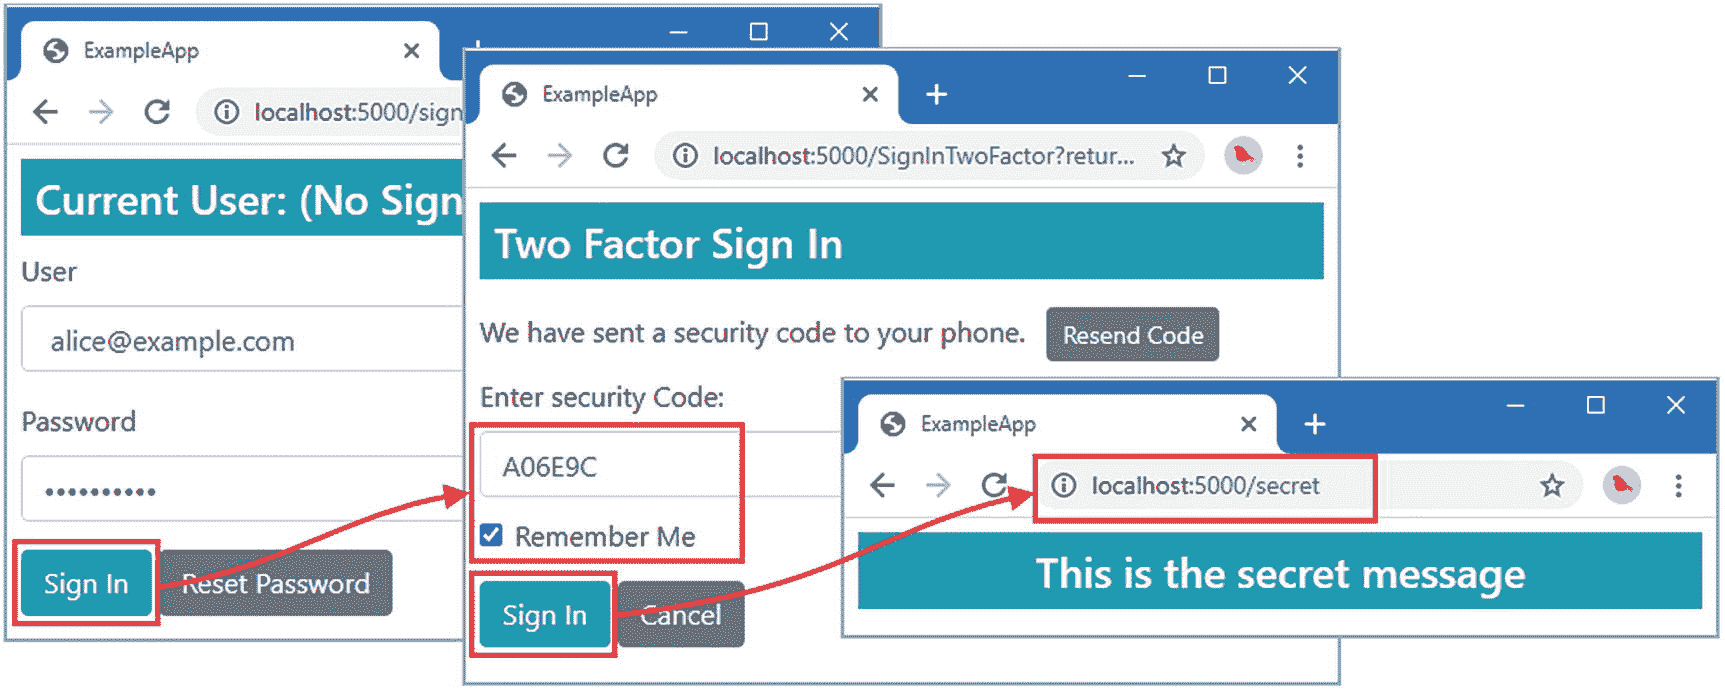 ExampleApp
localhost:5000/sign
Current User: (No Sign
User
alice@example.com
Password
••••••••••
Sign In
Reset Password
ExampleApp
localhost:5000/SignInTwoFactor?retur...
Two Factor Sign In
We have sent a security code to your phone.
Resend Code
Enter security Code:
A06E9C
Remember Me
Sign In
Cancel
ExampleApp
localhost:5000/secret
This is the secret message